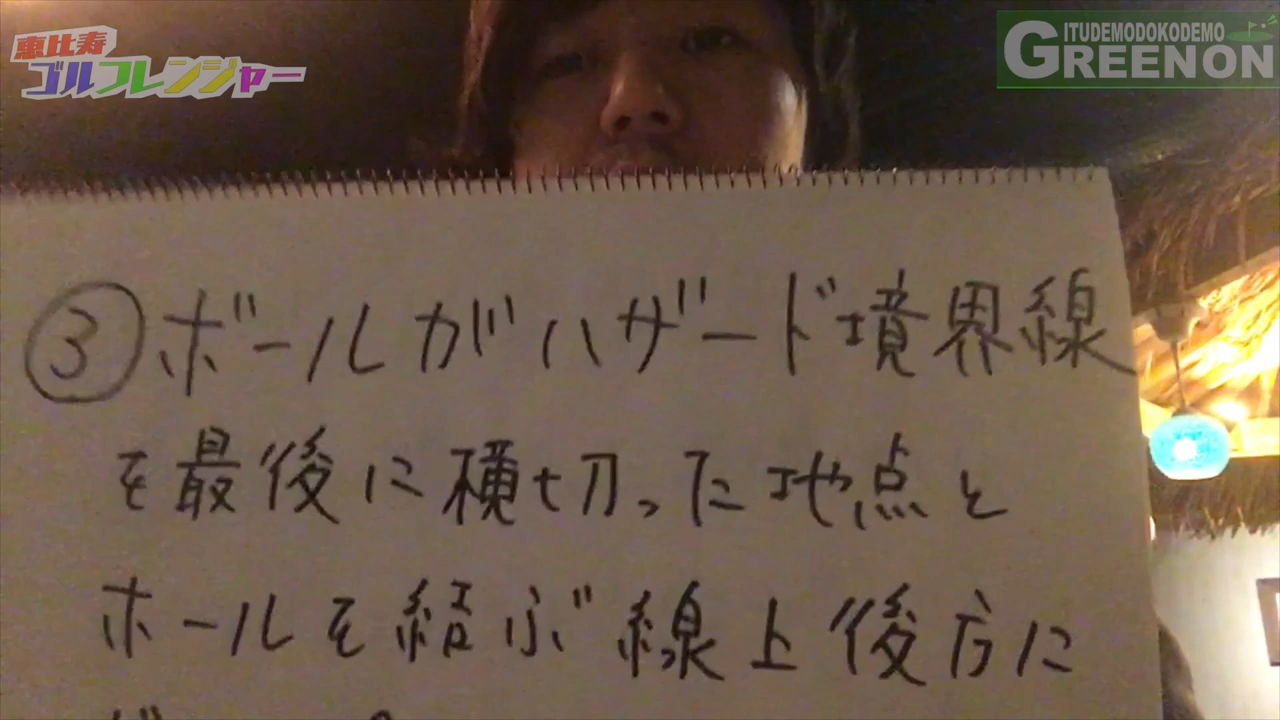 恵比寿
ゴルフレンジャー
ITUDEMODOKODEMO
GREENON
③ボールがハザード境界線
を最後に横切った地点と
ホールを結ぶ線上後方に